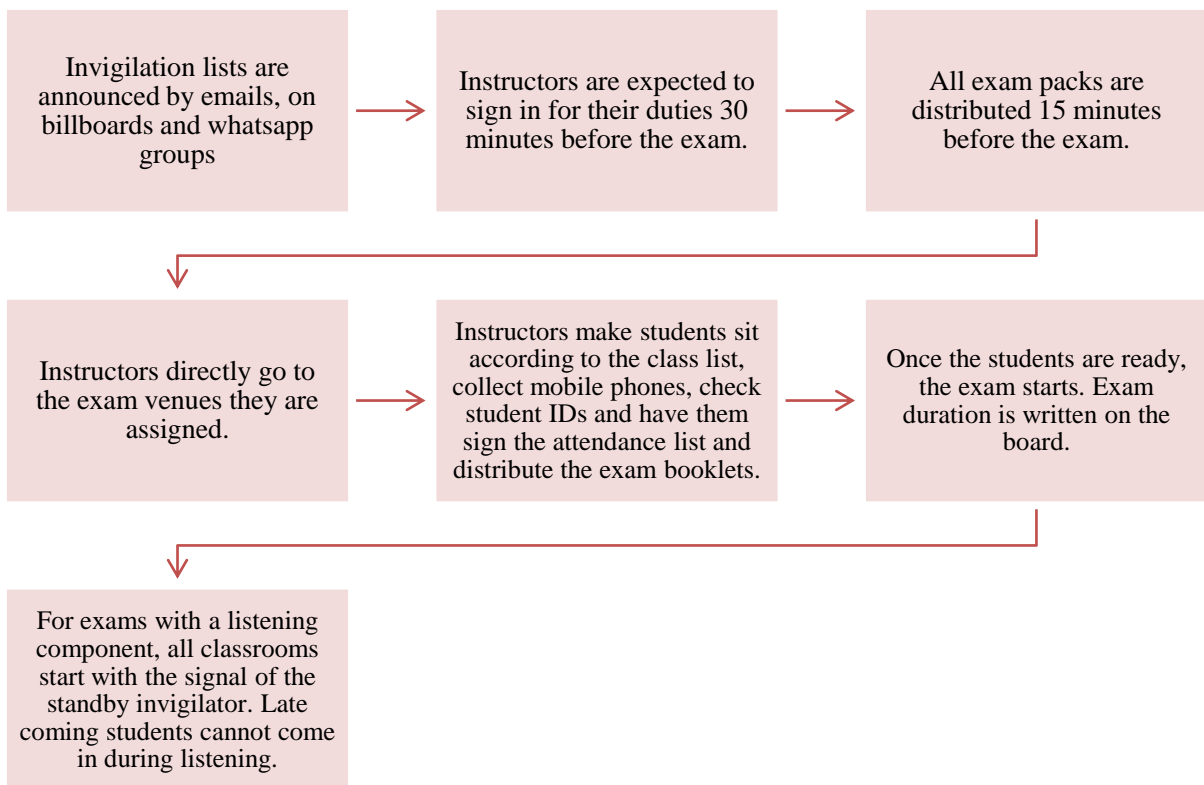 Invigilation lists are
announced by emails, on
billboards and whatsapp
groups
Instructors are expected to
sign in for their duties 30
minutes before the exam.
All exam packs are
distributed 15 minutes
before the exam.
Instructors directly go to
the exam venues they are
assigned.
Instructors make students sit
according to the class list,
collect mobile phones, check
student IDs and have them
sign the attendance list and
distribute the exam booklets.
Once the students are ready,
the exam starts. Exam
duration is written on the
board.
For exams with a listening
component, all classrooms
start with the signal of the
standby invigilator. Late
coming students cannot come
in during listening.